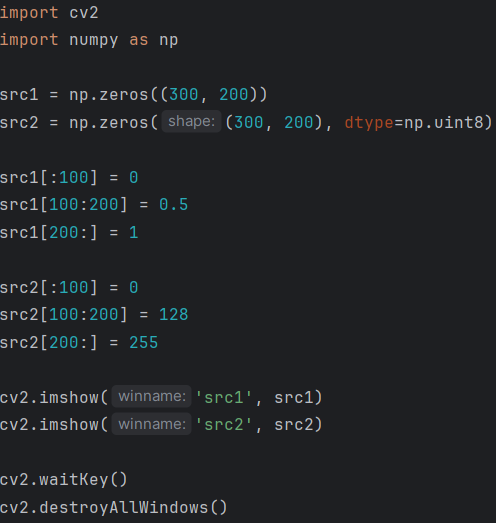 import cv2
import numpy as np
src1 = np.zeros((300, 200))
src2 = np.zeros( shape: (300, 200), dtype=np.uint8)
src1[:100] = 0
src1[100:200] = 0.5
src1[200:] = 1
src2[:100] = 0
src2[100:200] = 128
src2[200:] = 255
cv2.imshow( winname: 'src1', src1)
cv2.imshow( winname: 'src2', src2)
cv2.waitKey()
cv2.destroyAllWindows()